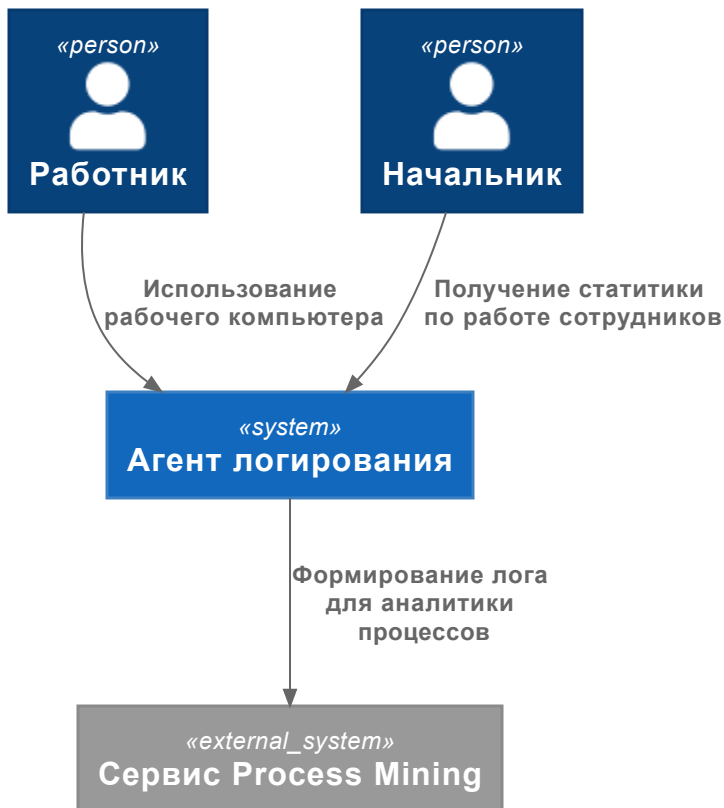 «person»
Работник
«person»
Начальник
Использование
рабочего компьютера
Получение статитики
по работе сотрудников
«system»
Агент логирования
Формирование лога
для аналитики
процессов
«external_system»
Сервис Process Mining